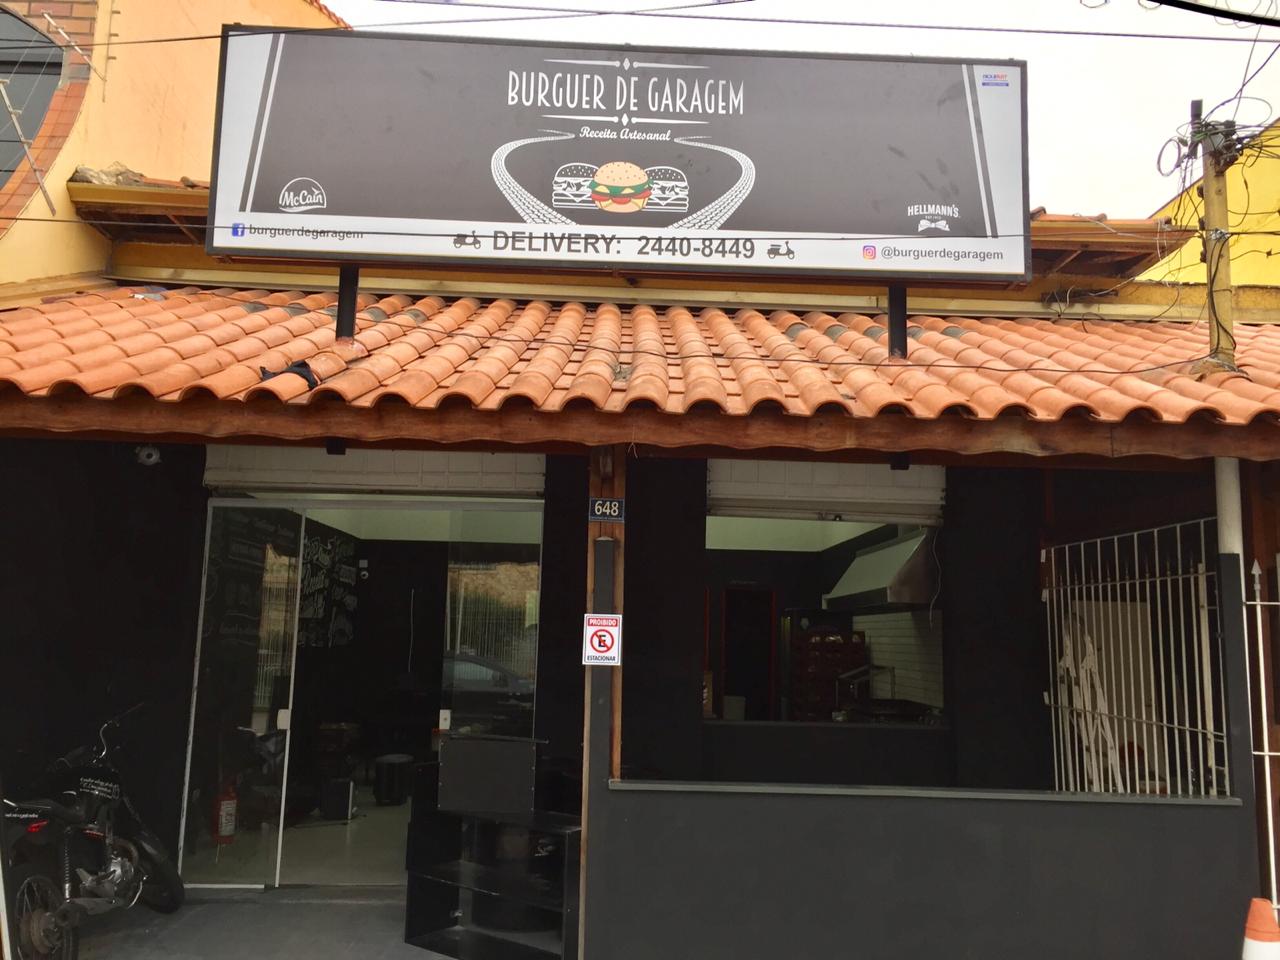 BURGUER DE GARAGEM
Receita Artesanal
McCain
HELLMANN'S
burguerdegaragem
DELIVERY: 2440-8449
@burguerdegaragem
648
PROIBIDO
E
ESTACIONAR